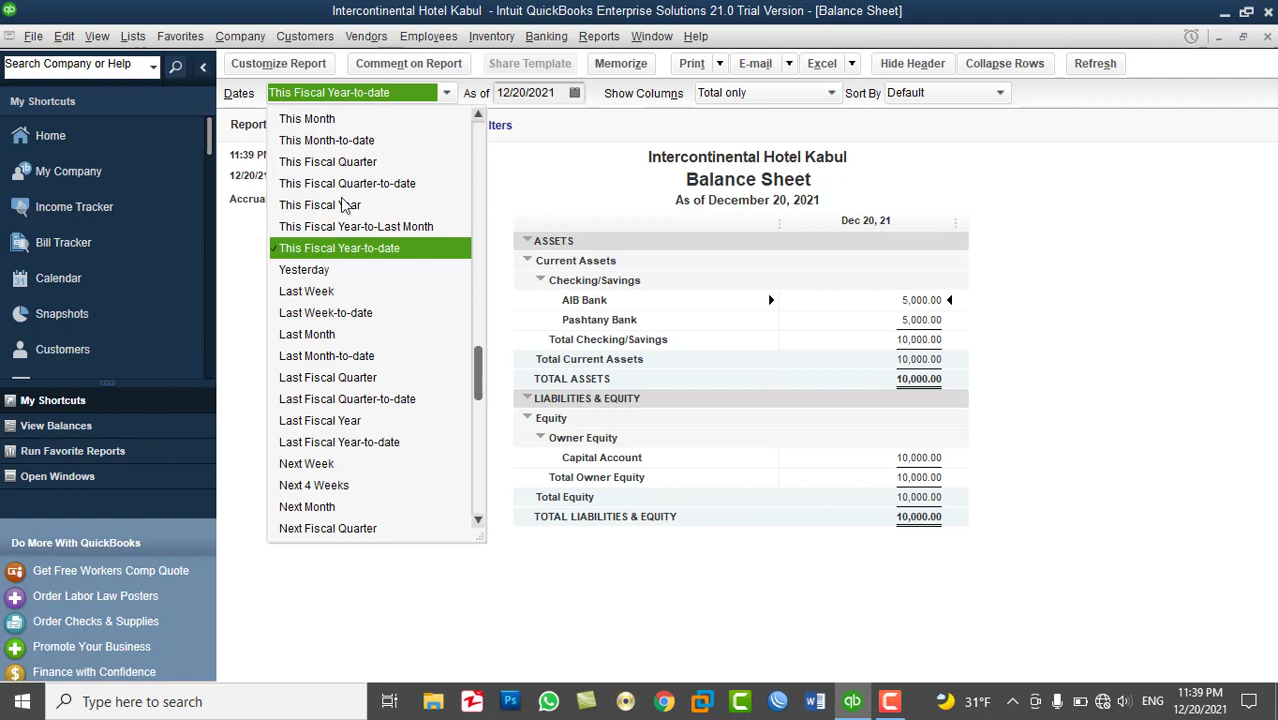 Intercontinental Hotel Kabul - Intuit QuickBooks Enterprise Solutions 21.0 Trial Version - [Balance Sheet]
File Edit View Lists Favorites Company Customers Vendors Employees Inventory Banking Reports Window Help
Search Company or Help
Customize Report Comment on Report Share Template Memorize Print E-mail Excel Hide Header Collapse Rows Refresh
Dates This Fiscal Year-to-date As of 12/20/2021 Show Columns Total only Sort By Default
My Shortcuts
Home
My Company
Income Tracker
Bill Tracker
Calendar
Snapshots
Customers
My Shortcuts
View Balances
Run Favorite Reports
Open Windows
Do More With QuickBooks
Get Free Workers Comp Quote
Order Labor Law Posters
Order Checks & Supplies
Promote Your Business
Finance with Confidence
This Month
This Month-to-date
This Fiscal Quarter
This Fiscal Quarter-to-date
This Fiscal Year
This Fiscal Year-to-Last Month
This Fiscal Year-to-date
Yesterday
Last Week
Last Week-to-date
Last Month
Last Month-to-date
Last Fiscal Quarter
Last Fiscal Quarter-to-date
Last Fiscal Year
Last Fiscal Year-to-date
Next Week
Next 4 Weeks
Next Month
Next Fiscal Quarter
Intercontinental Hotel Kabul
Balance Sheet
As of December 20, 2021
Dec 20, 21
ASSETS
Current Assets
Checking/Savings
AIB Bank 5,000.00
Pashtany Bank 5,000.00
Total Checking/Savings 10,000.00
Total Current Assets 10,000.00
TOTAL ASSETS 10,000.00
LIABILITIES & EQUITY
Equity
Owner Equity
Capital Account 10,000.00
Total Owner Equity 10,000.00
Total Equity 10,000.00
TOTAL LIABILITIES & EQUITY 10,000.00
Type here to search
31°F
ENG
11:39 PM
12/20/2021